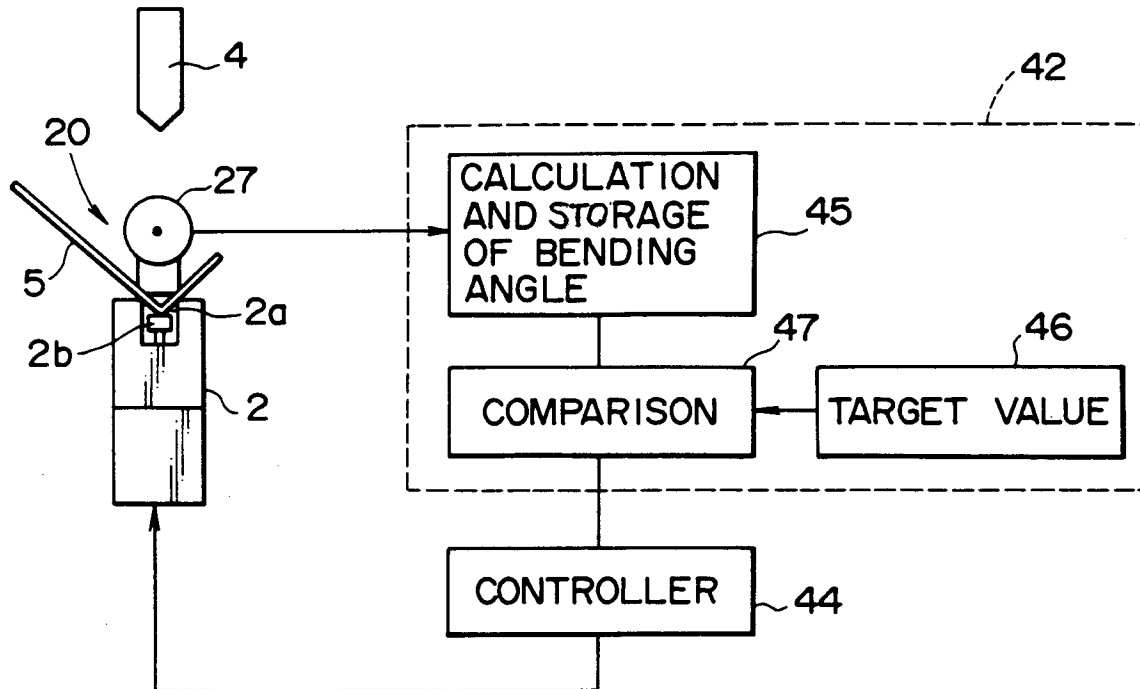 4
42
20
27
CALCULATION
AND STORAGE
OF BENDING
ANGLE
45
5
2a
2b
47
46
2
COMPARISON
TARGET VALUE
CONTROLLER
44